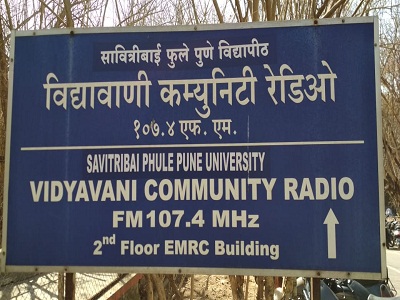 सावित्रीबाई फुले पुणे विद्यापीठ
विद्यावाणी कम्युनिटी रेडिओ
१०७.४ एफ. एम.
SAVITRIBAI PHULE PUNE UNIVERSITY
VIDYAVANI COMMUNITY RADIO
FM 107.4 MHz
2nd Floor EMRC Building